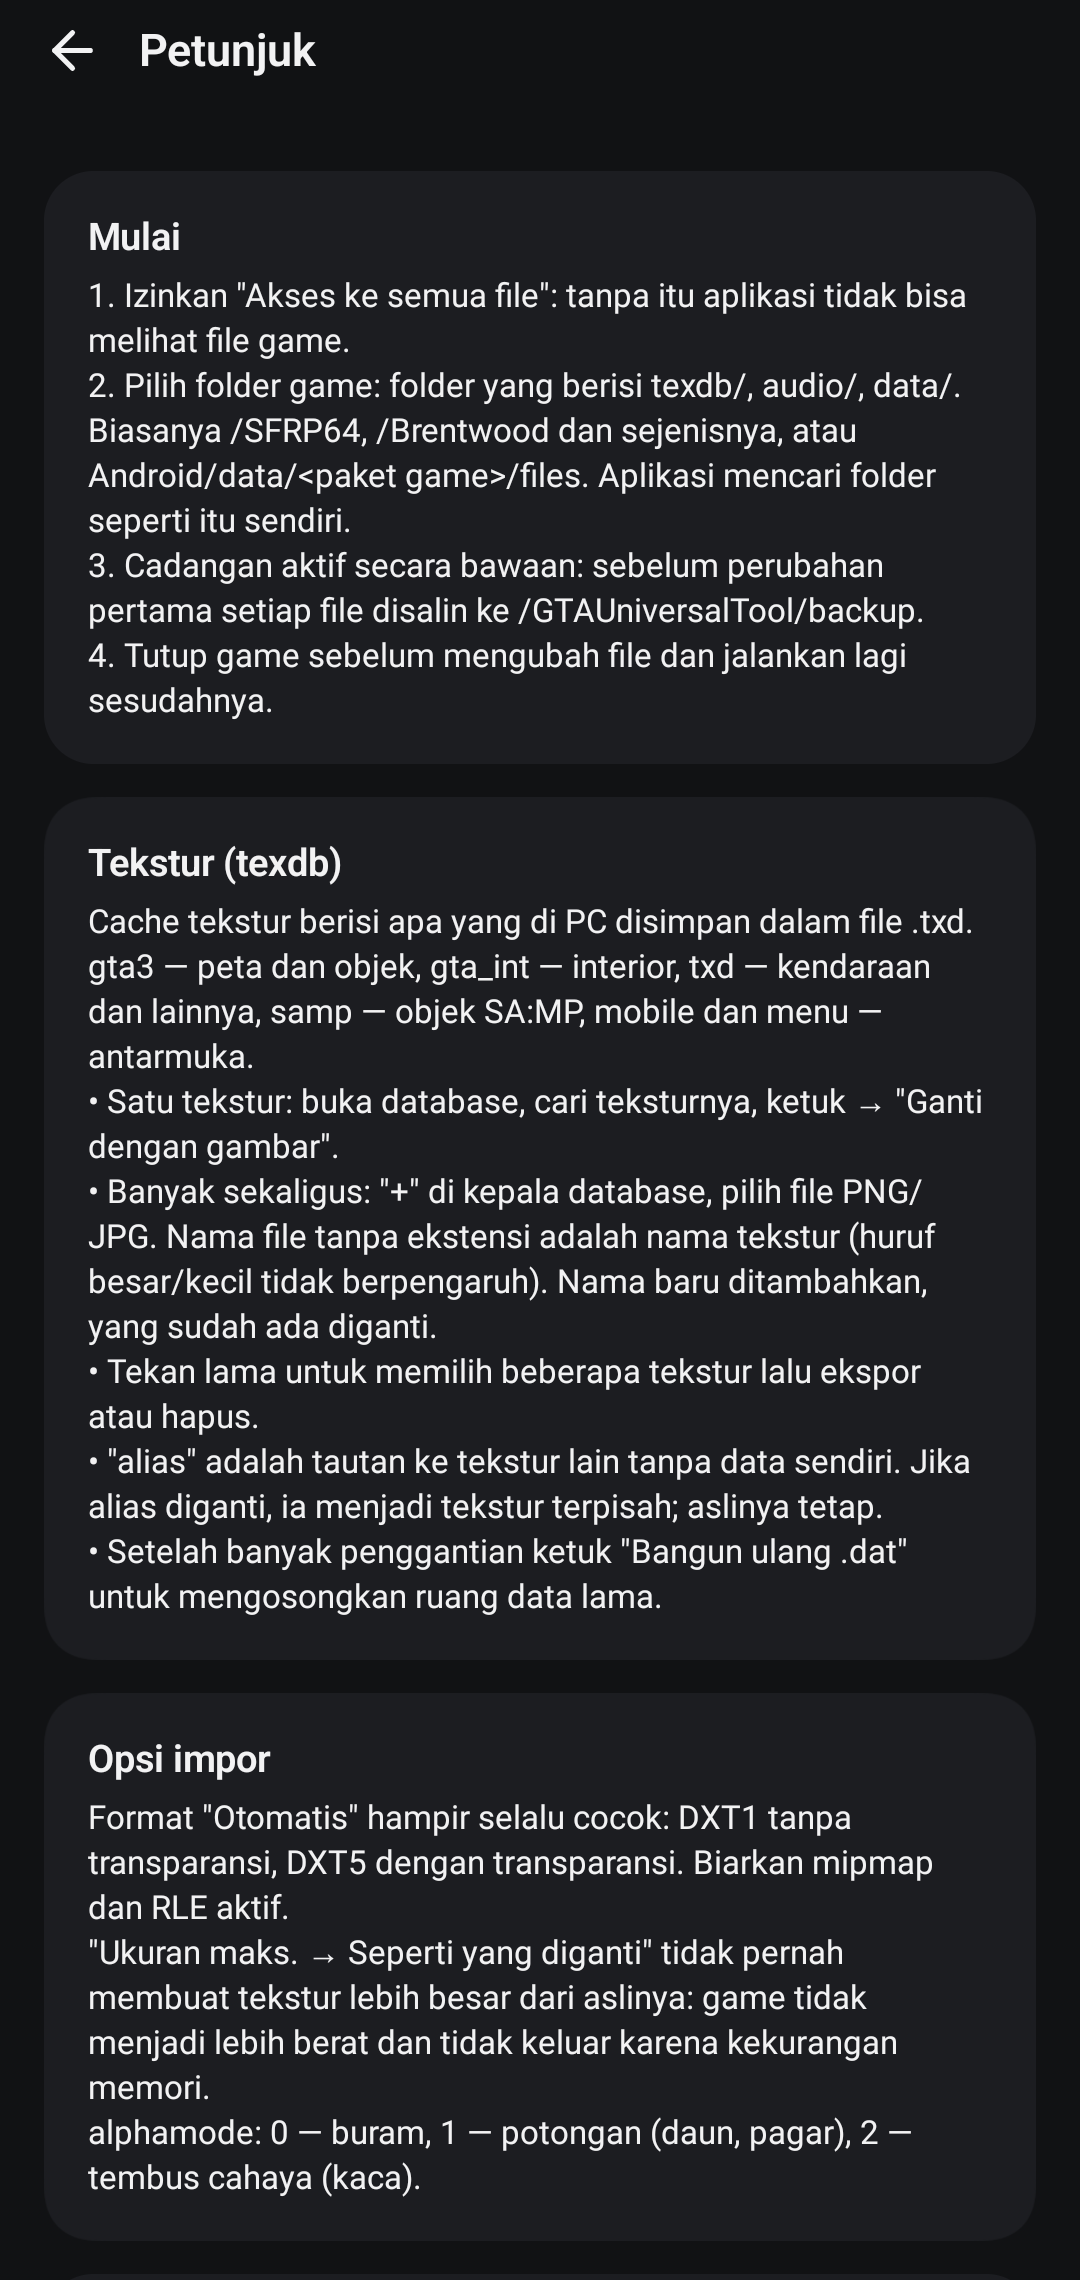 Petunjuk
Mulai
1. Izinkan "Akses ke semua file": tanpa itu aplikasi tidak bisa
melihat file game.
2. Pilih folder game: folder yang berisi texdb/, audio/, data/.
Biasanya /SFRP64, /Brentwood dan sejenisnya, atau
Android/data/<paket game>/files. Aplikasi mencari folder
seperti itu sendiri.
3. Cadangan aktif secara bawaan: sebelum perubahan
pertama setiap file disalin ke /GTAUniversalTool/backup.
4. Tutup game sebelum mengubah file dan jalankan lagi
sesudahnya.
Tekstur (texdb)
Cache tekstur berisi apa yang di PC disimpan dalam file .txd.
gta3 — peta dan objek, gta_int — interior, txd — kendaraan
dan lainnya, samp — objek SA:MP, mobile dan menu —
antarmuka.
• Satu tekstur: buka database, cari teksturnya, ketuk → "Ganti
dengan gambar".
• Banyak sekaligus: "+" di kepala database, pilih file PNG/
JPG. Nama file tanpa ekstensi adalah nama tekstur (huruf
besar/kecil tidak berpengaruh). Nama baru ditambahkan,
yang sudah ada diganti.
• Tekan lama untuk memilih beberapa tekstur lalu ekspor
atau hapus.
• "alias" adalah tautan ke tekstur lain tanpa data sendiri. Jika
alias diganti, ia menjadi tekstur terpisah; aslinya tetap.
• Setelah banyak penggantian ketuk "Bangun ulang .dat"
untuk mengosongkan ruang data lama.
Opsi impor
Format "Otomatis" hampir selalu cocok: DXT1 tanpa
transparansi, DXT5 dengan transparansi. Biarkan mipmap
dan RLE aktif.
"Ukuran maks. → Seperti yang diganti" tidak pernah
membuat tekstur lebih besar dari aslinya: game tidak
menjadi lebih berat dan tidak keluar karena kekurangan
memori.
alphamode: 0 — buram, 1 — potongan (daun, pagar), 2 —
tembus cahaya (kaca).